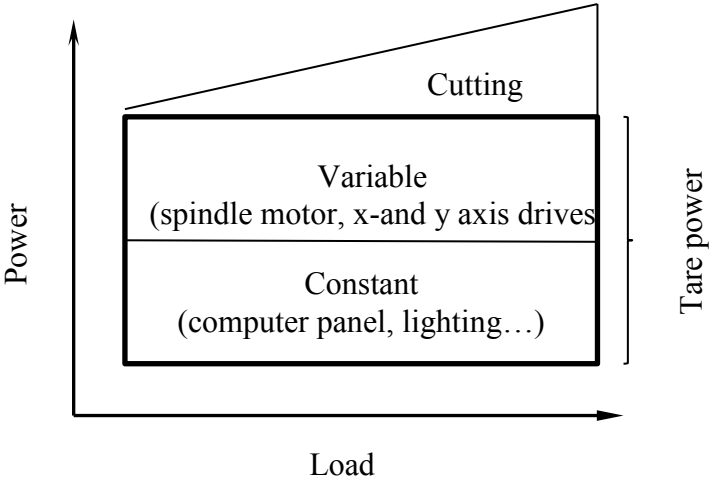 Cutting
Variable
(spindle motor, x-and y axis drives
Constant
(computer panel, lighting…)
Power
Tare power
Load